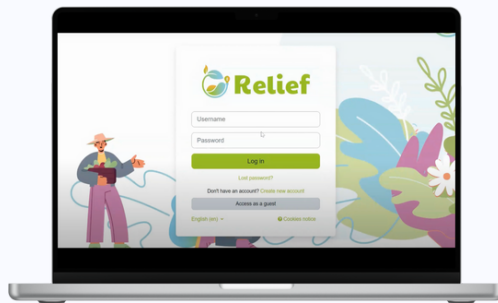 Relief
Username
Password
Log in
Lost password?
Don't have an account? Create new account
Access as a guest
English (en)
Cookies notice